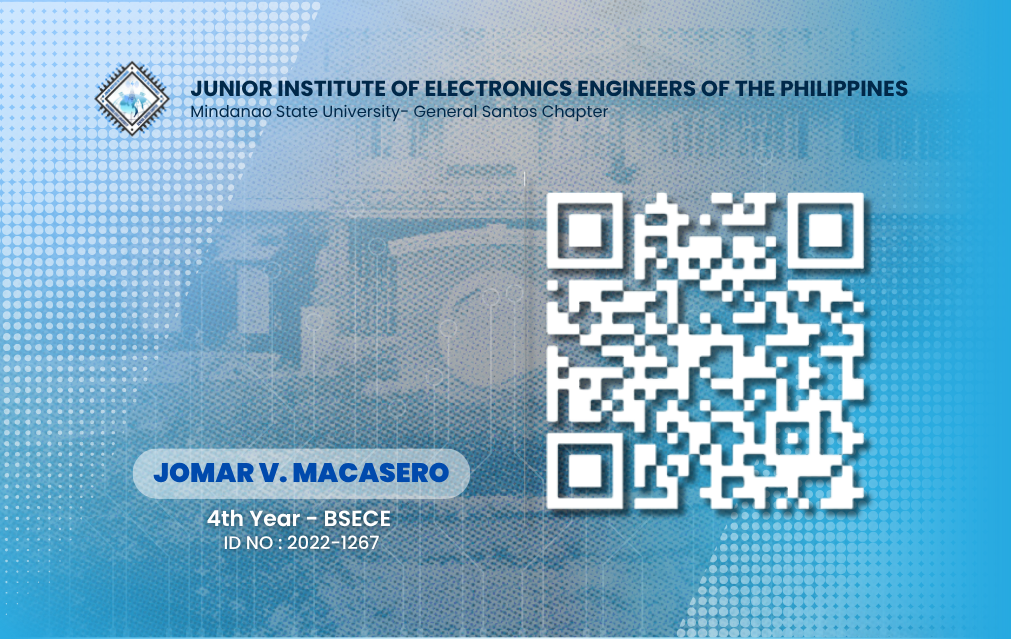 JUNIOR INSTITUTE OF ELECTRONICS ENGINEERS OF THE PHILIPPINES
Mindanao State University- General Santos Chapter
JOMAR V. MACASERO
4th Year - BSECE
ID NO : 2022-1267